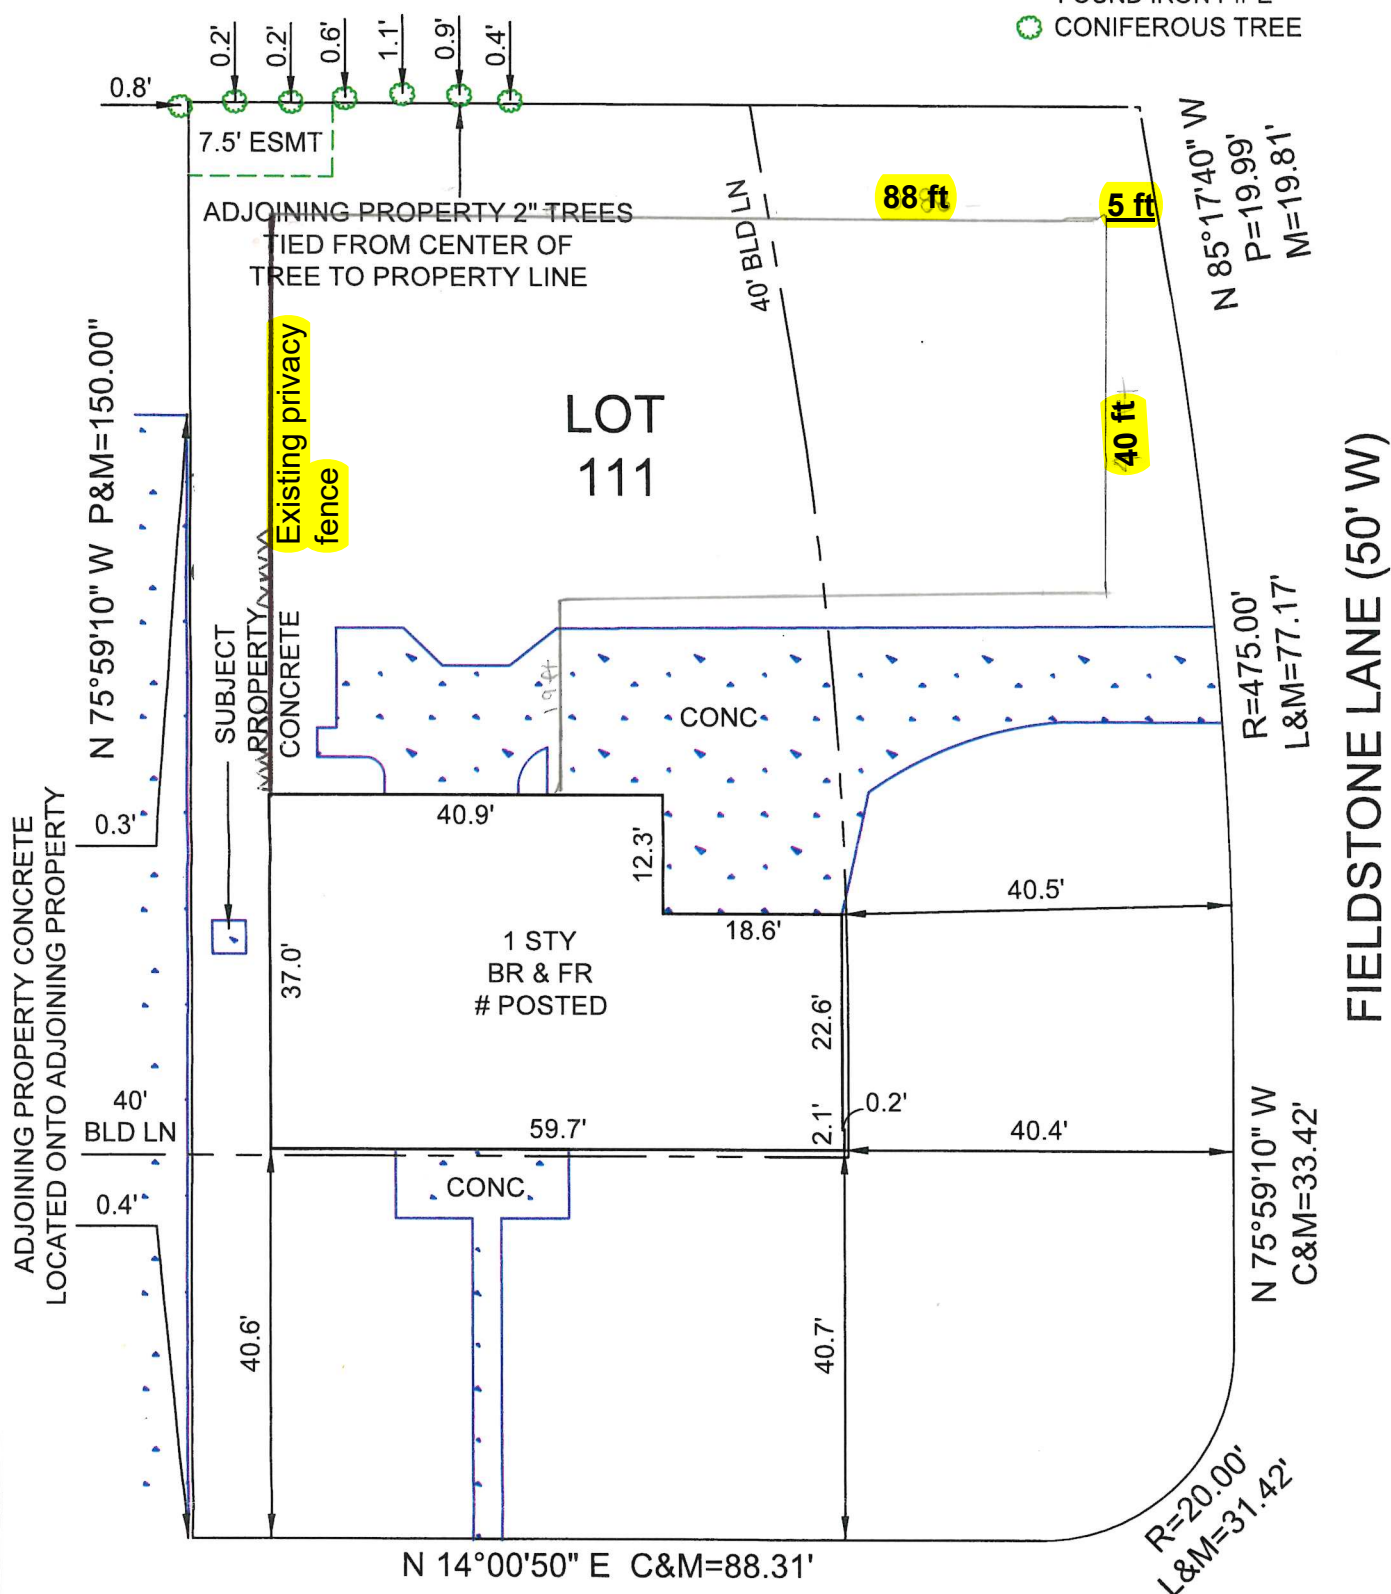 CONIFEROUS TREE
0.2'
0.2'
0.6'
1.1'
0.9'
0.4'
0.8'
7.5' ESMT
ADJOINING PROPERTY 2" TREES
TIED FROM CENTER OF
TREE TO PROPERTY LINE
40' BLD LN
88 ft
5 ft
N 85°17'40" W
P=19.99'
M=19.81'
N 75°59'10" W P&M=150.00"
Existing privacy
fence
LOT
111
40 ft
FIELDSTONE LANE (50' W)
SUBJECT
PROPERTY
CONCRETE
19 ft
CONC
R=475.00'
L&M=77.17'
ADJOINING PROPERTY CONCRETE
LOCATED ONTO ADJOINING PROPERTY
0.3'
40.9'
12.3'
18.6'
40.5'
37.0'
1 STY
BR & FR
# POSTED
22.6'
2.1'
0.2'
40'
BLD LN
59.7'
40.4'
0.4'
CONC
N 75°59'10" W
C&M=33.42'
40.6'
40.7'
R=20.00'
L&M=31.42'
N 14°00'50" E C&M=88.31'